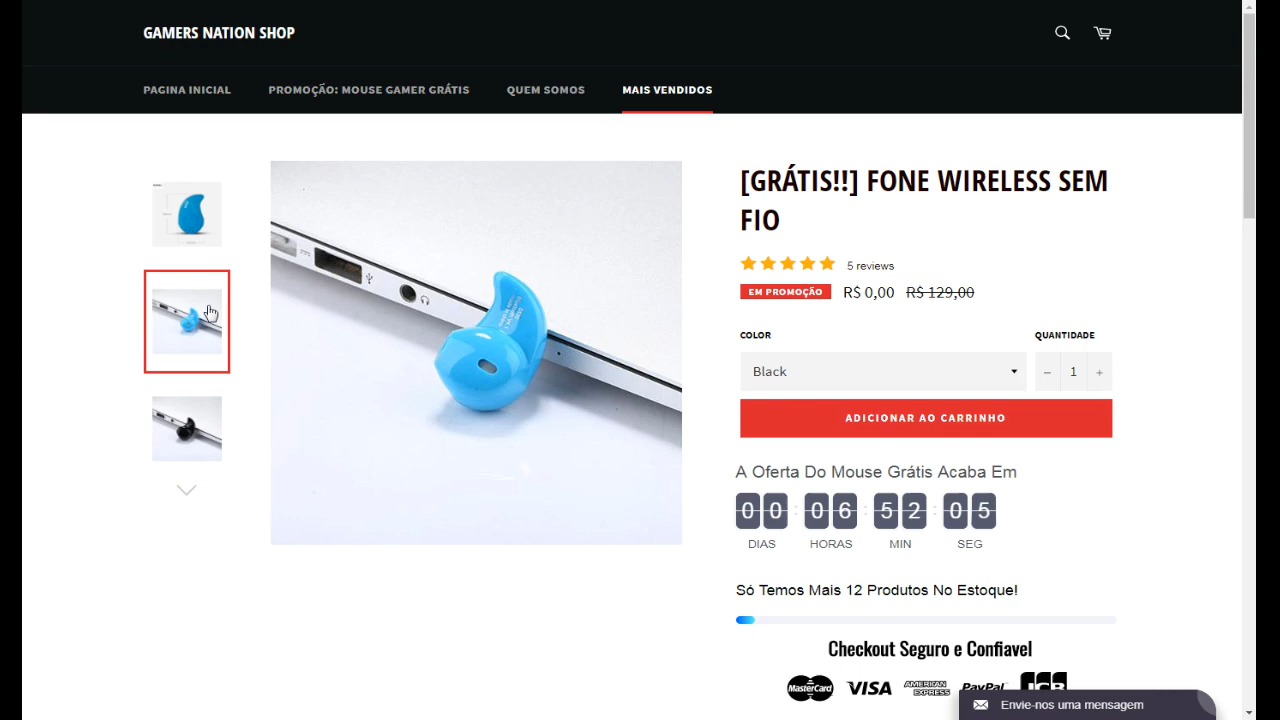 GAMERS NATION SHOP
PAGINA INICIAL PROMOÇÃO: MOUSE GAMER GRÁTIS QUEM SOMOS MAIS VENDIDOS
[GRÁTIS!!] FONE WIRELESS SEM
FIO
5 reviews
EM PROMOÇÃO R$ 0,00 R$ 129,00
COLOR QUANTIDADE
Black − 1 +
ADICIONAR AO CARRINHO
A Oferta Do Mouse Grátis Acaba Em
00 : 06 : 52 : 05
DIAS HORAS MIN SEG
Só Temos Mais 12 Produtos No Estoque!
Checkout Seguro e Confiavel
MasterCard VISA AMERICAN EXPRESS PayPal JCB
Envie-nos uma mensagem